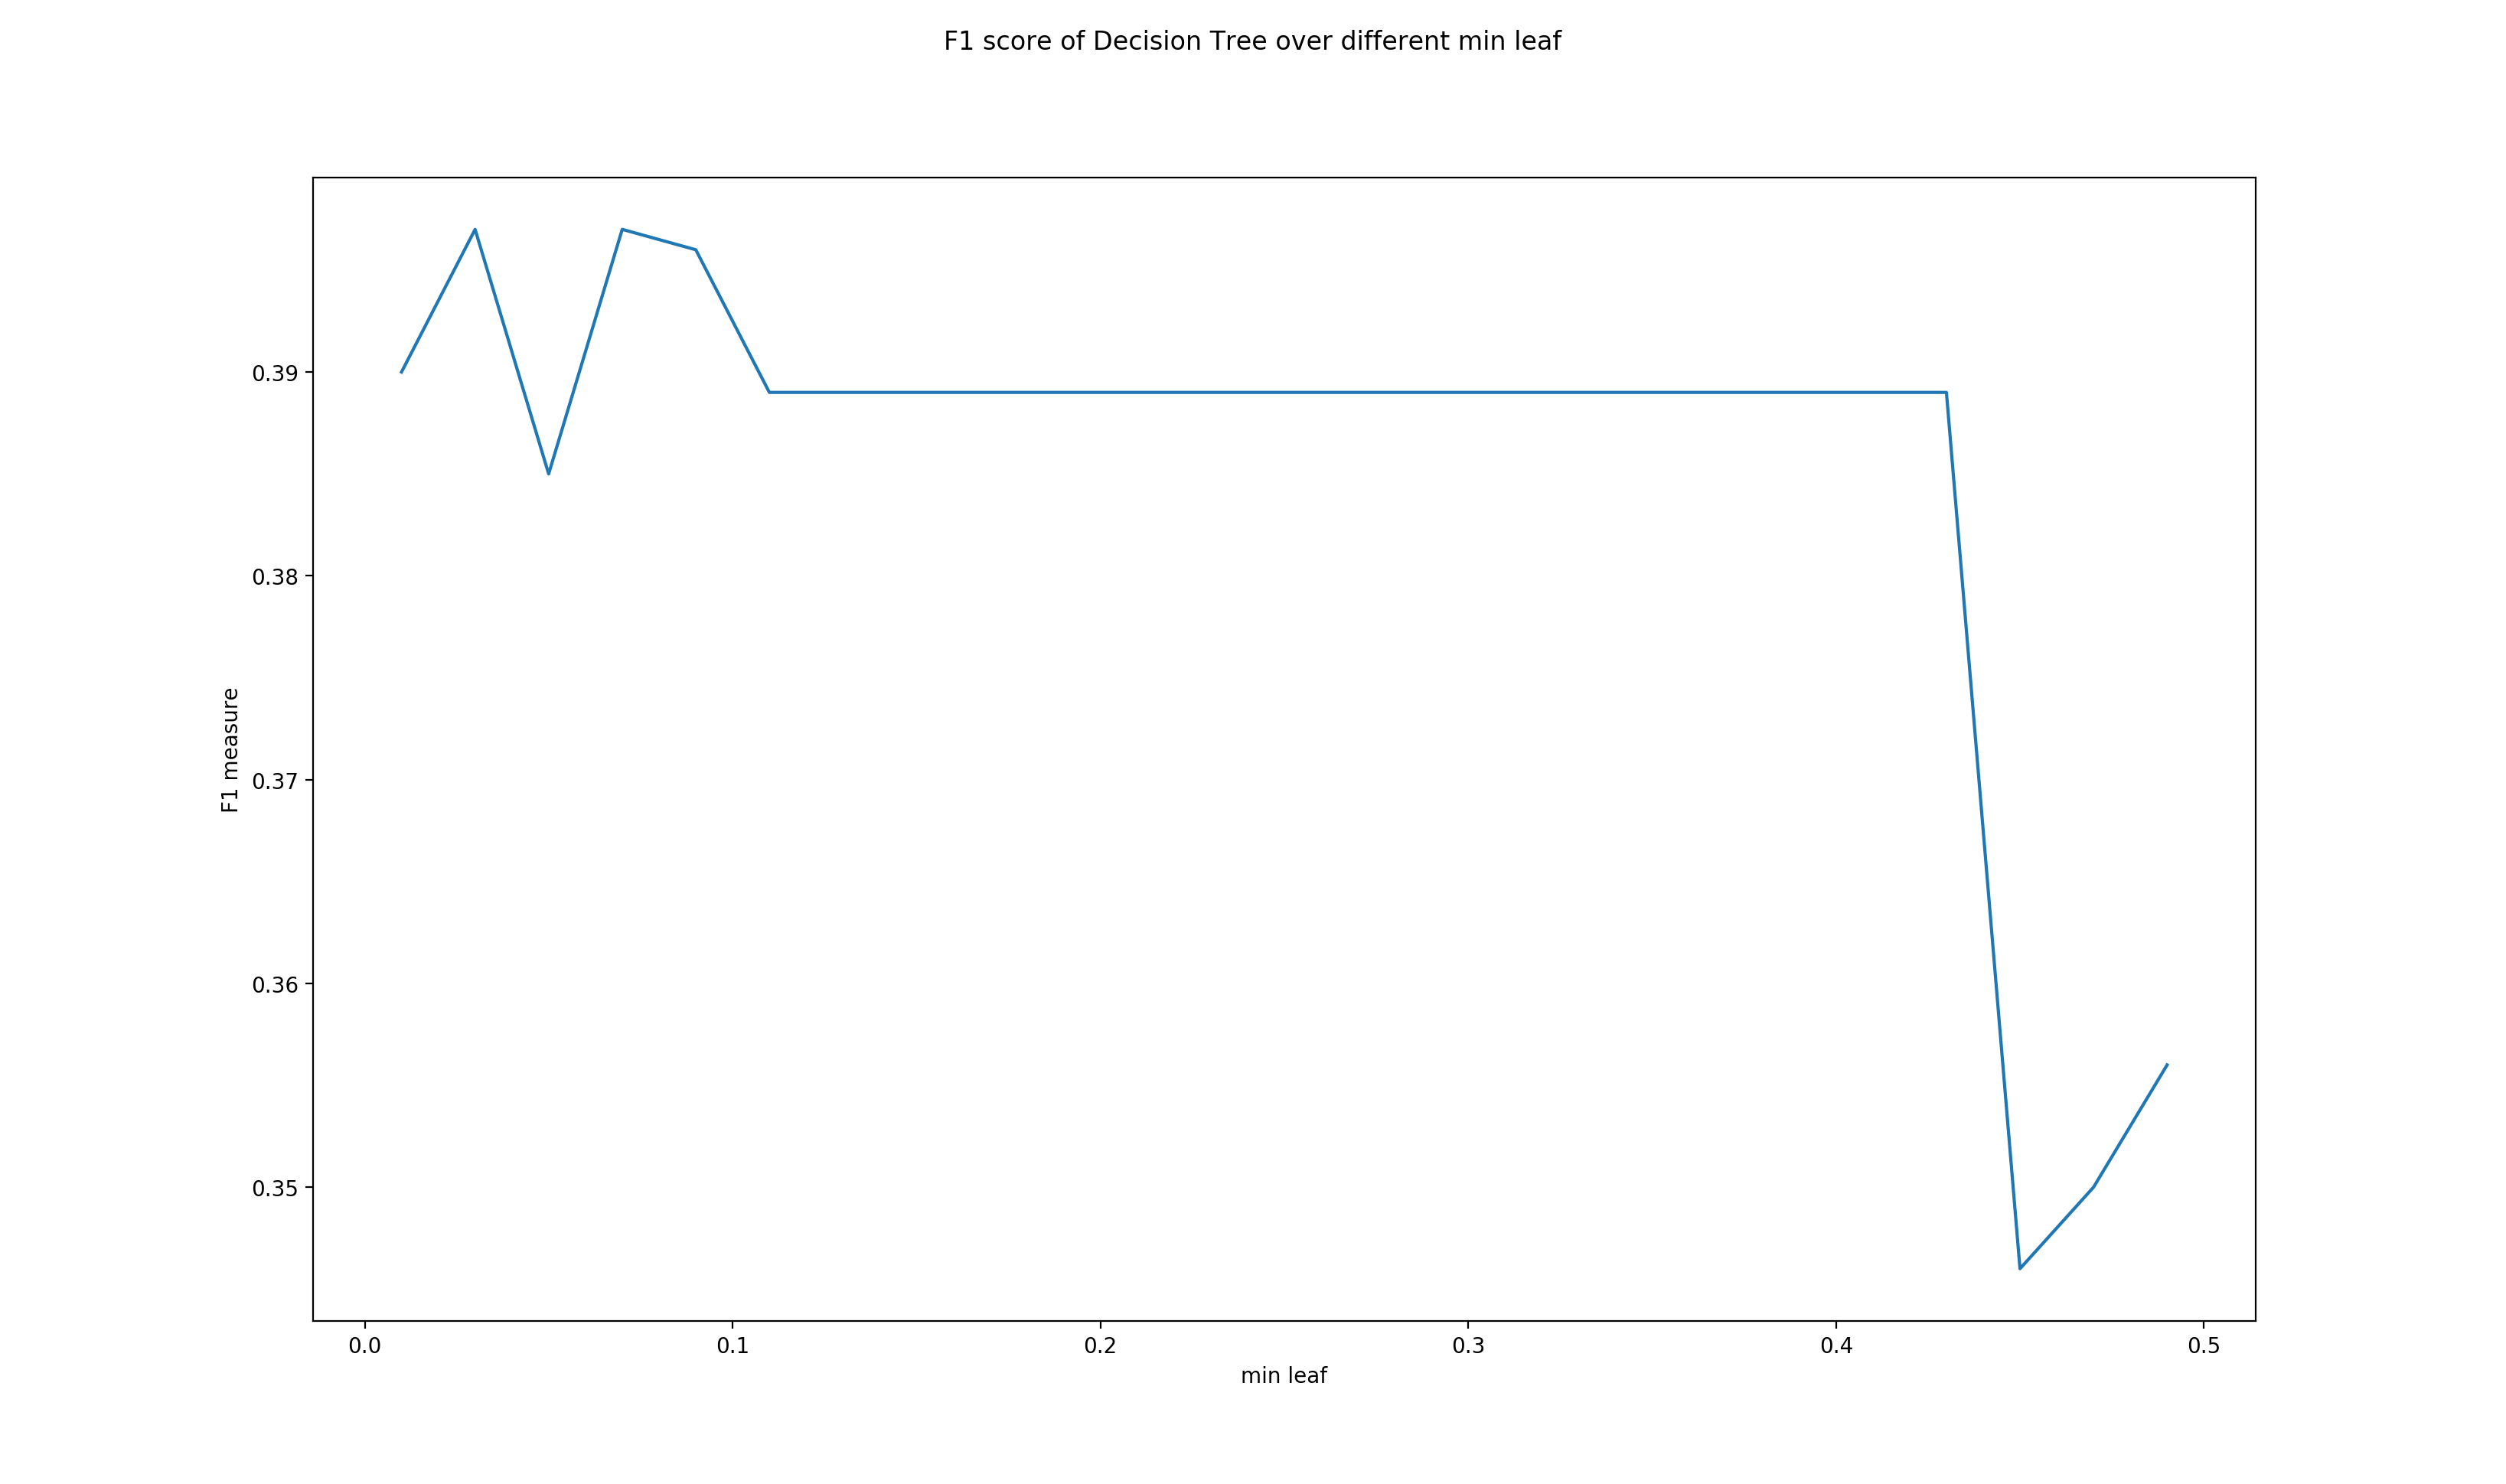 F1 score of Decision Tree over different min leaf
F1 measure
0.39
0.38
0.37
0.36
0.35
0.0 0.1 0.2 0.3 0.4 0.5
min leaf